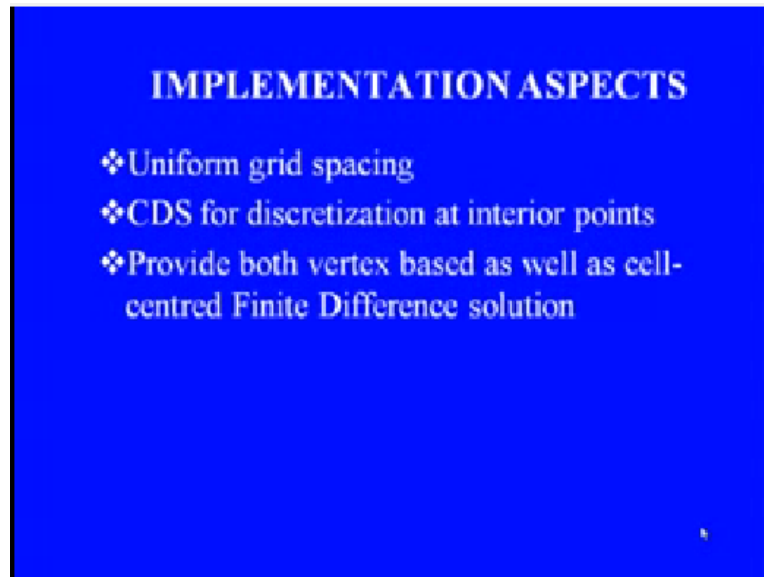 IMPLEMENTATION ASPECTS
❖Uniform grid spacing
❖CDS for discretization at interior points
❖Provide both vertex based as well as cell-
centred Finite Difference solution